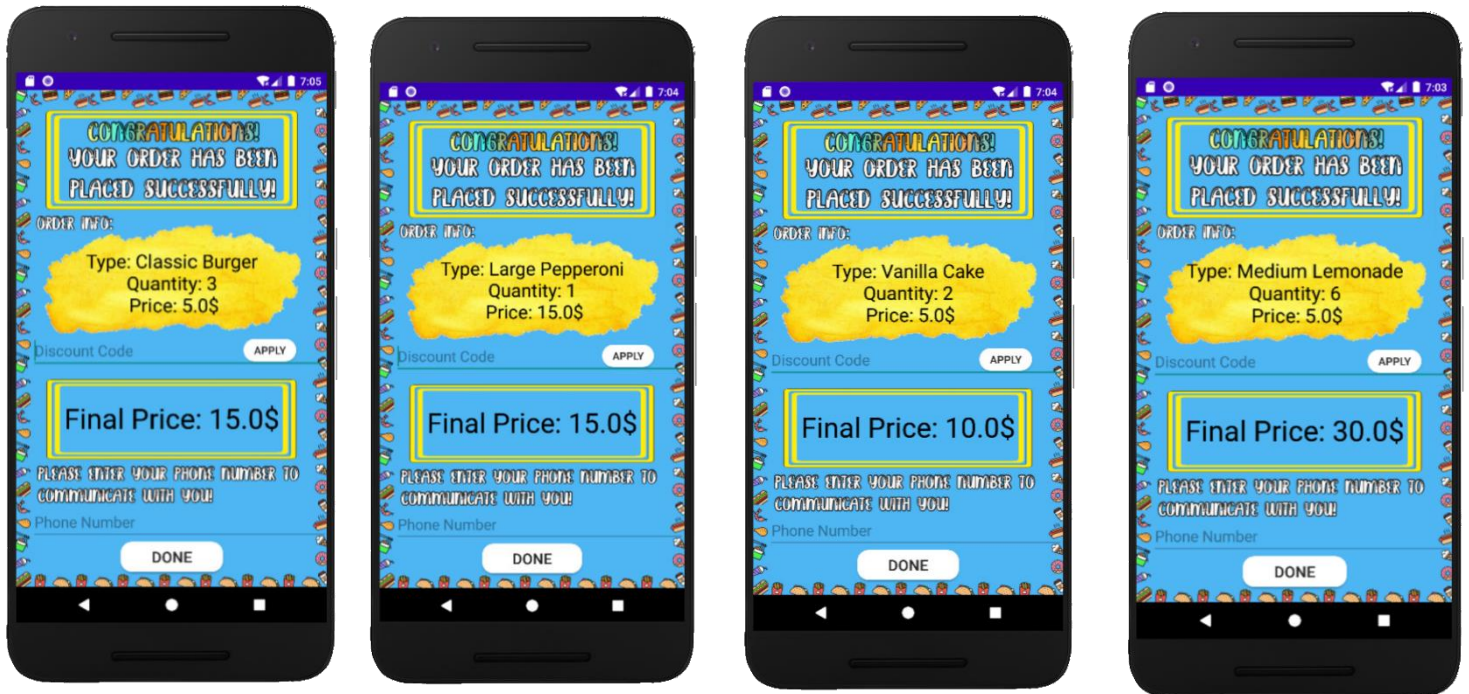 7:05
CONGRATULATIONS!
YOUR ORDER HAS BEEN
PLACED SUCCESSFULLY!
ORDER INFO:
Type: Classic Burger
Quantity: 3
Price: 5.0$
Discount Code
APPLY
Final Price: 15.0$
PLEASE ENTER YOUR PHONE NUMBER TO
COMMUNICATE WITH YOU!
Phone Number
DONE
7:04
CONGRATULATIONS!
YOUR ORDER HAS BEEN
PLACED SUCCESSFULLY!
ORDER INFO:
Type: Large Pepperoni
Quantity: 1
Price: 15.0$
Discount Code
APPLY
Final Price: 15.0$
PLEASE ENTER YOUR PHONE NUMBER TO
COMMUNICATE WITH YOU!
Phone Number
DONE
7:04
CONGRATULATIONS!
YOUR ORDER HAS BEEN
PLACED SUCCESSFULLY!
ORDER INFO:
Type: Vanilla Cake
Quantity: 2
Price: 5.0$
Discount Code
APPLY
Final Price: 10.0$
PLEASE ENTER YOUR PHONE NUMBER TO
COMMUNICATE WITH YOU!
Phone Number
DONE
7:03
CONGRATULATIONS!
YOUR ORDER HAS BEEN
PLACED SUCCESSFULLY!
ORDER INFO:
Type: Medium Lemonade
Quantity: 6
Price: 5.0$
Discount Code
APPLY
Final Price: 30.0$
PLEASE ENTER YOUR PHONE NUMBER TO
COMMUNICATE WITH YOU!
Phone Number
DONE